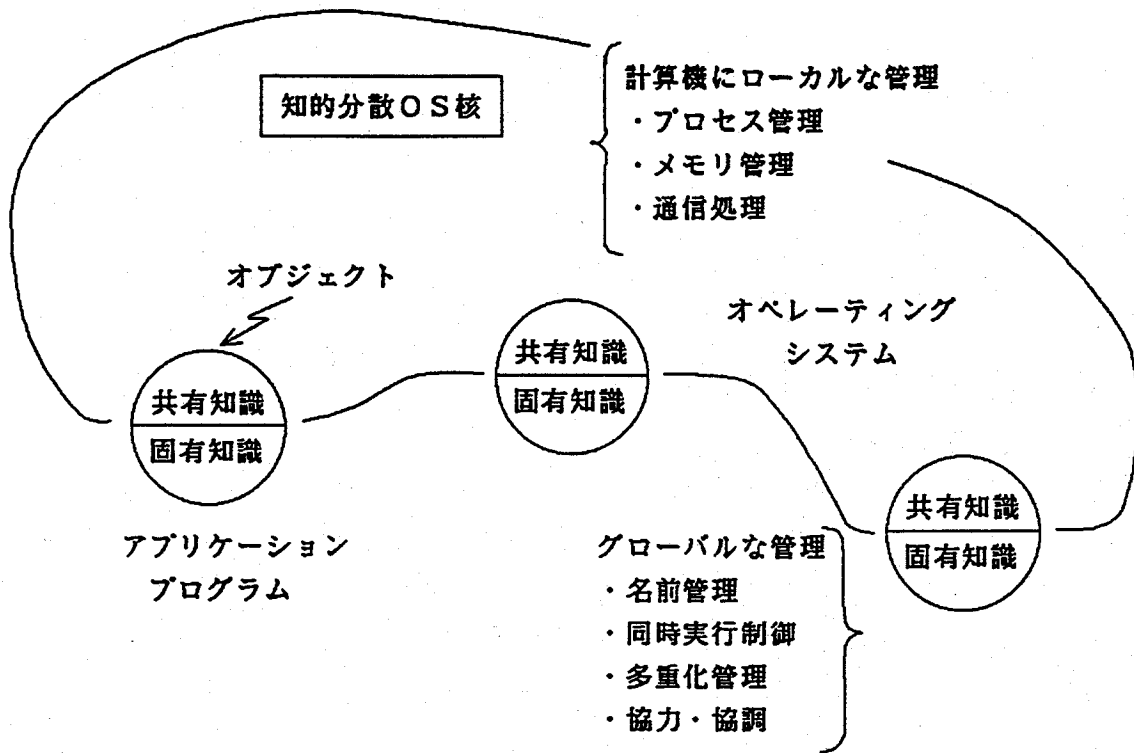 知的分散OS核
計算機にローカルな管理
・プロセス管理
・メモリ管理
・通信処理
オブジェクト
オペレーティング
システム
共有知識
固有知識
共有知識
固有知識
共有知識
固有知識
アプリケーション
プログラム
グローバルな管理
・名前管理
・同時実行制御
・多重化管理
・協力・協調